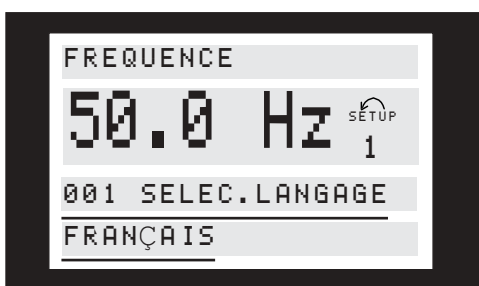 FREQUENCE
50.0 Hz SETUP
1
001 SELEC.LANGAGE
FRANÇAIS